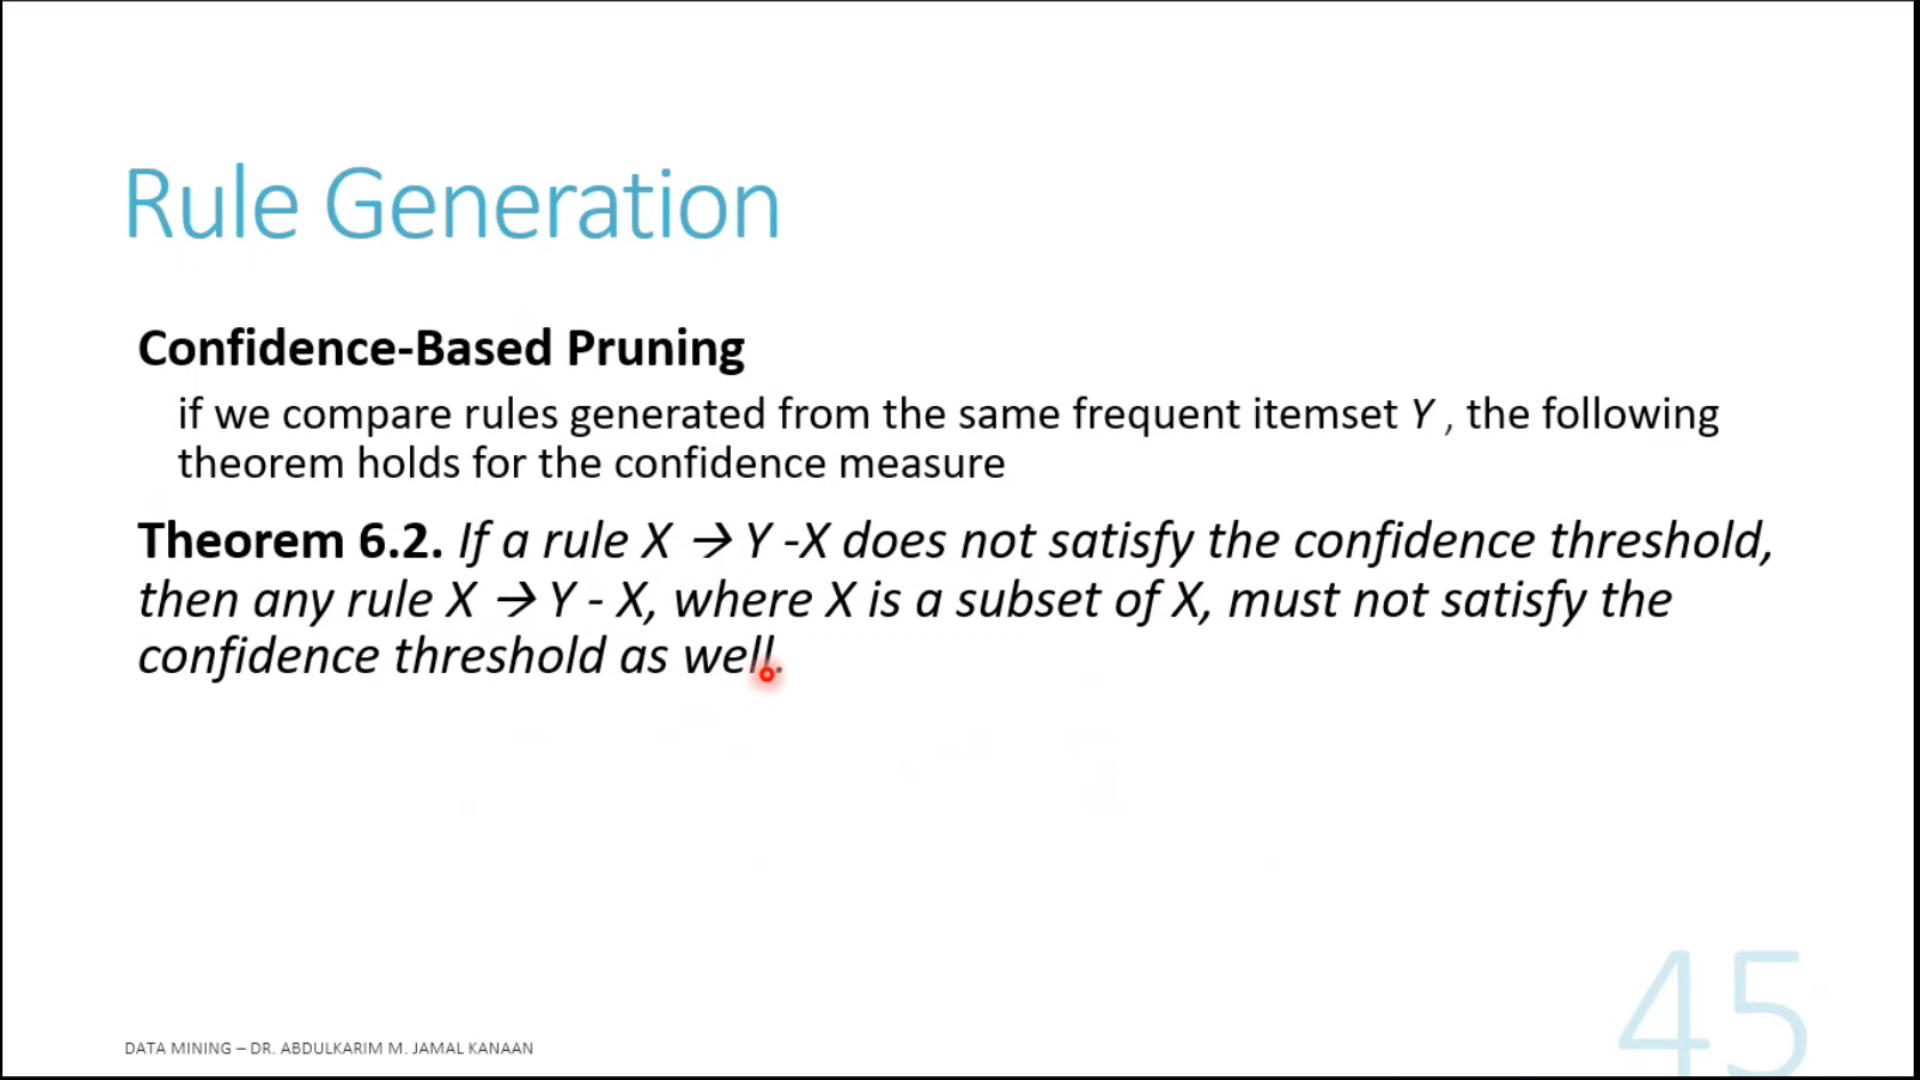 Rule Generation
Confidence-Based Pruning
if we compare rules generated from the same frequent itemset Y , the following
theorem holds for the confidence measure
Theorem 6.2. If a rule X → Y -X does not satisfy the confidence threshold,
then any rule X → Y - X, where X is a subset of X, must not satisfy the
confidence threshold as well.
DATA MINING – DR. ABDULKARIM M. JAMAL KANAAN
45